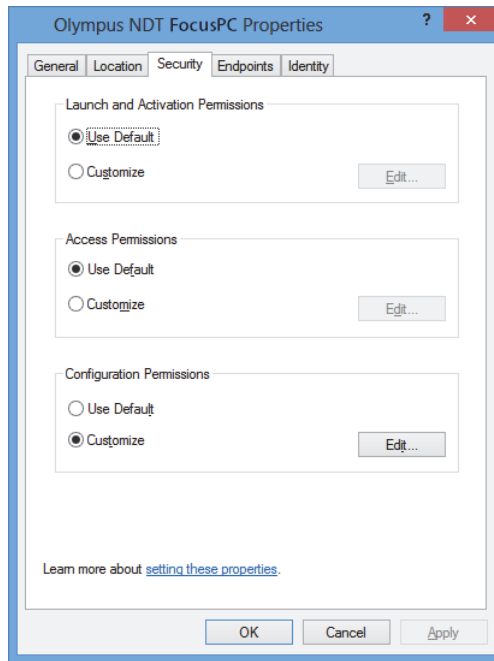 Olympus NDT FocusPC Properties ? ×
General Location Security Endpoints Identity
Launch and Activation Permissions
Use Default
Customize Edit...
Access Permissions
Use Default
Customize Edit...
Configuration Permissions
Use Default
Customize Edit...
Learn more about setting these properties.
OK Cancel Apply